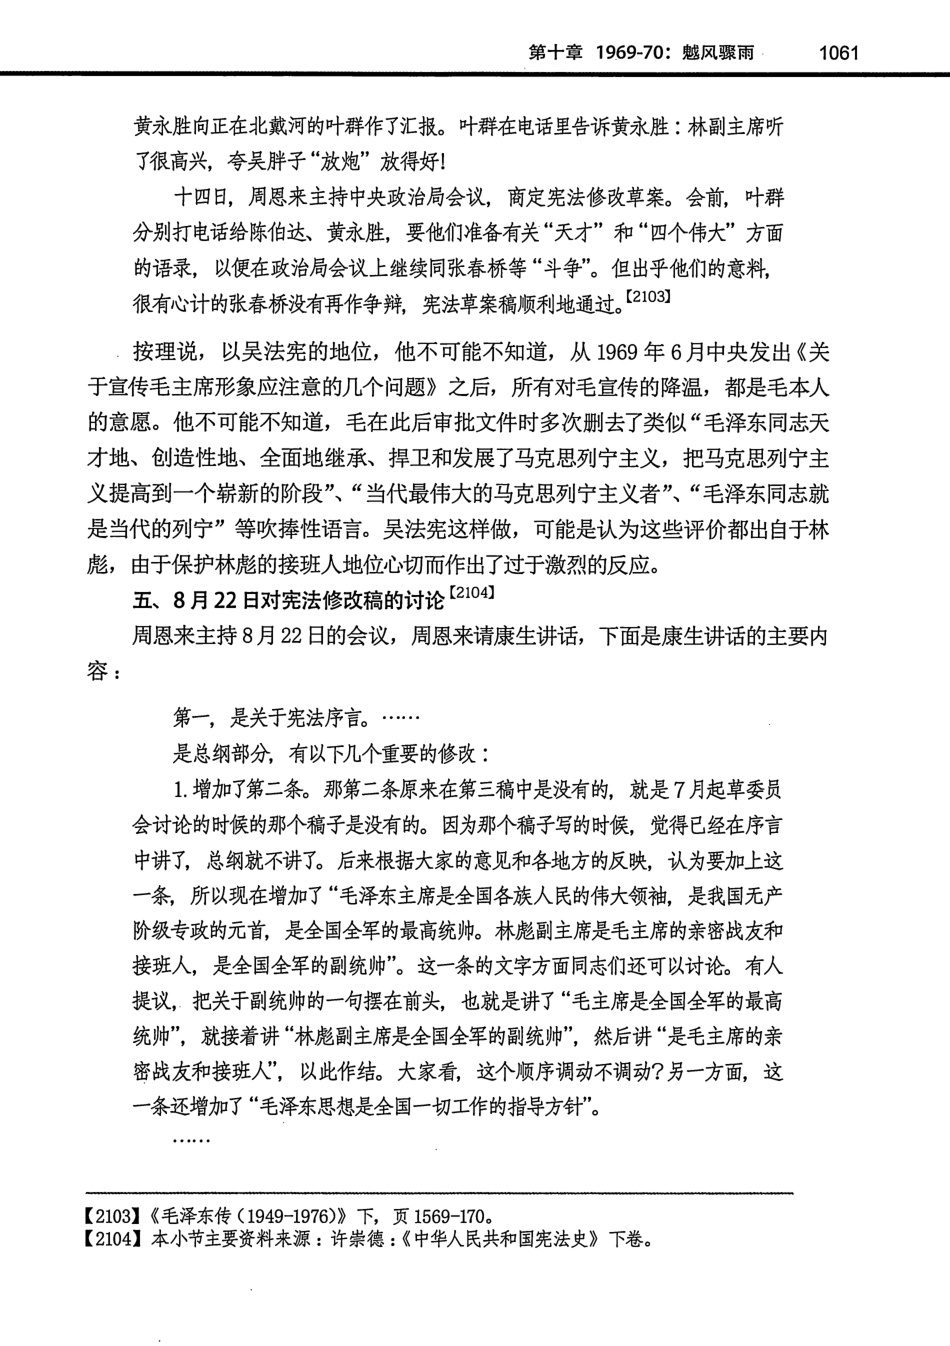 第十章 1969-70：魆风骤雨 1061
黄永胜向正在北戴河的叶群作了汇报。叶群在电话里告诉黄永胜：林副主席听
了很高兴，夸吴胖子“放炮”放得好！
十四日，周恩来主持中央政治局会议，商定宪法修改草案。会前，叶群
分别打电话给陈伯达、黄永胜，要他们准备有关“天才”和“四个伟大”方面
的语录，以便在政治局会议上继续同张春桥等“斗争”。但出乎他们的意料，
很有心计的张春桥没有再作争辩，宪法草案稿顺利地通过。【2103】
按理说，以吴法宪的地位，他不可能不知道，从 1969 年 6 月中央发出《关
于宣传毛主席形象应注意的几个问题》之后，所有对毛宣传的降温，都是毛本人
的意愿。他不可能不知道，毛在此后审批文件时多次删去了类似“毛泽东同志天
才地、创造性地、全面地继承、捍卫和发展了马克思列宁主义，把马克思列宁主
义提高到一个崭新的阶段”、“当代最伟大的马克思列宁主义者”、“毛泽东同志就
是当代的列宁”等吹捧性语言。吴法宪这样做，可能是认为这些评价都出自于林
彪，由于保护林彪的接班人地位心切而作出了过于激烈的反应。
五、8 月 22 日对宪法修改稿的讨论【2104】
周恩来主持 8 月 22 日的会议，周恩来请康生讲话，下面是康生讲话的主要内
容：
第一，是关于宪法序言。……
是总纲部分，有以下几个重要的修改：
1. 增加了第二条。那第二条原来在第三稿中是没有的，就是 7 月起草委员
会讨论的时候的那个稿子是没有的。因为那个稿子写的时候，觉得已经在序言
中讲了，总纲就不讲了。后来根据大家的意见和各地方的反映，认为要加上这
一条，所以现在增加了“毛泽东主席是全国各族人民的伟大领袖，是我国无产
阶级专政的元首，是全国全军的最高统帅。林彪副主席是毛主席的亲密战友和
接班人，是全国全军的副统帅”。这一条的文字方面同志们还可以讨论。有人
提议，把关于副统帅的一句摆在前头，也就是讲了“毛主席是全国全军的最高
统帅”，就接着讲“林彪副主席是全国全军的副统帅”，然后讲“是毛主席的亲
密战友和接班人”，以此作结。大家看，这个顺序调动不调动？另一方面，这
一条还增加了“毛泽东思想是全国一切工作的指导方针”。
……
【2103】《毛泽东传（1949-1976）》下，页 1569-170。
【2104】本小节主要资料来源：许崇德：《中华人民共和国宪法史》下卷。